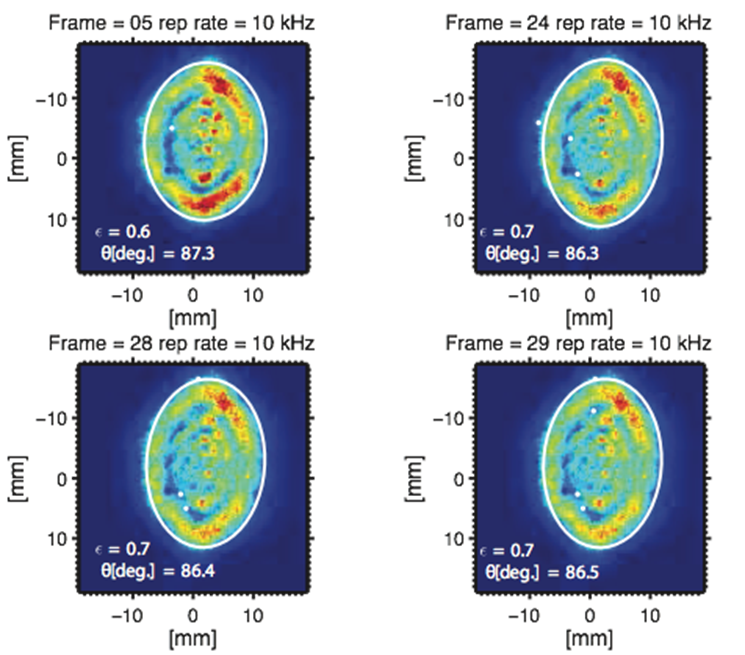 Frame = 05 rep rate = 10 kHz
[mm]
−10
0
10
ϵ = 0.6
θ[deg.] = 87.3
−10 0 10
[mm]
Frame = 24 rep rate = 10 kHz
[mm]
−10
0
10
ϵ = 0.7
θ[deg.] = 86.3
−10 0 10
[mm]
Frame = 28 rep rate = 10 kHz
[mm]
−10
0
10
ϵ = 0.7
θ[deg.] = 86.4
−10 0 10
[mm]
Frame = 29 rep rate = 10 kHz
[mm]
−10
0
10
ϵ = 0.7
θ[deg.] = 86.5
−10 0 10
[mm]